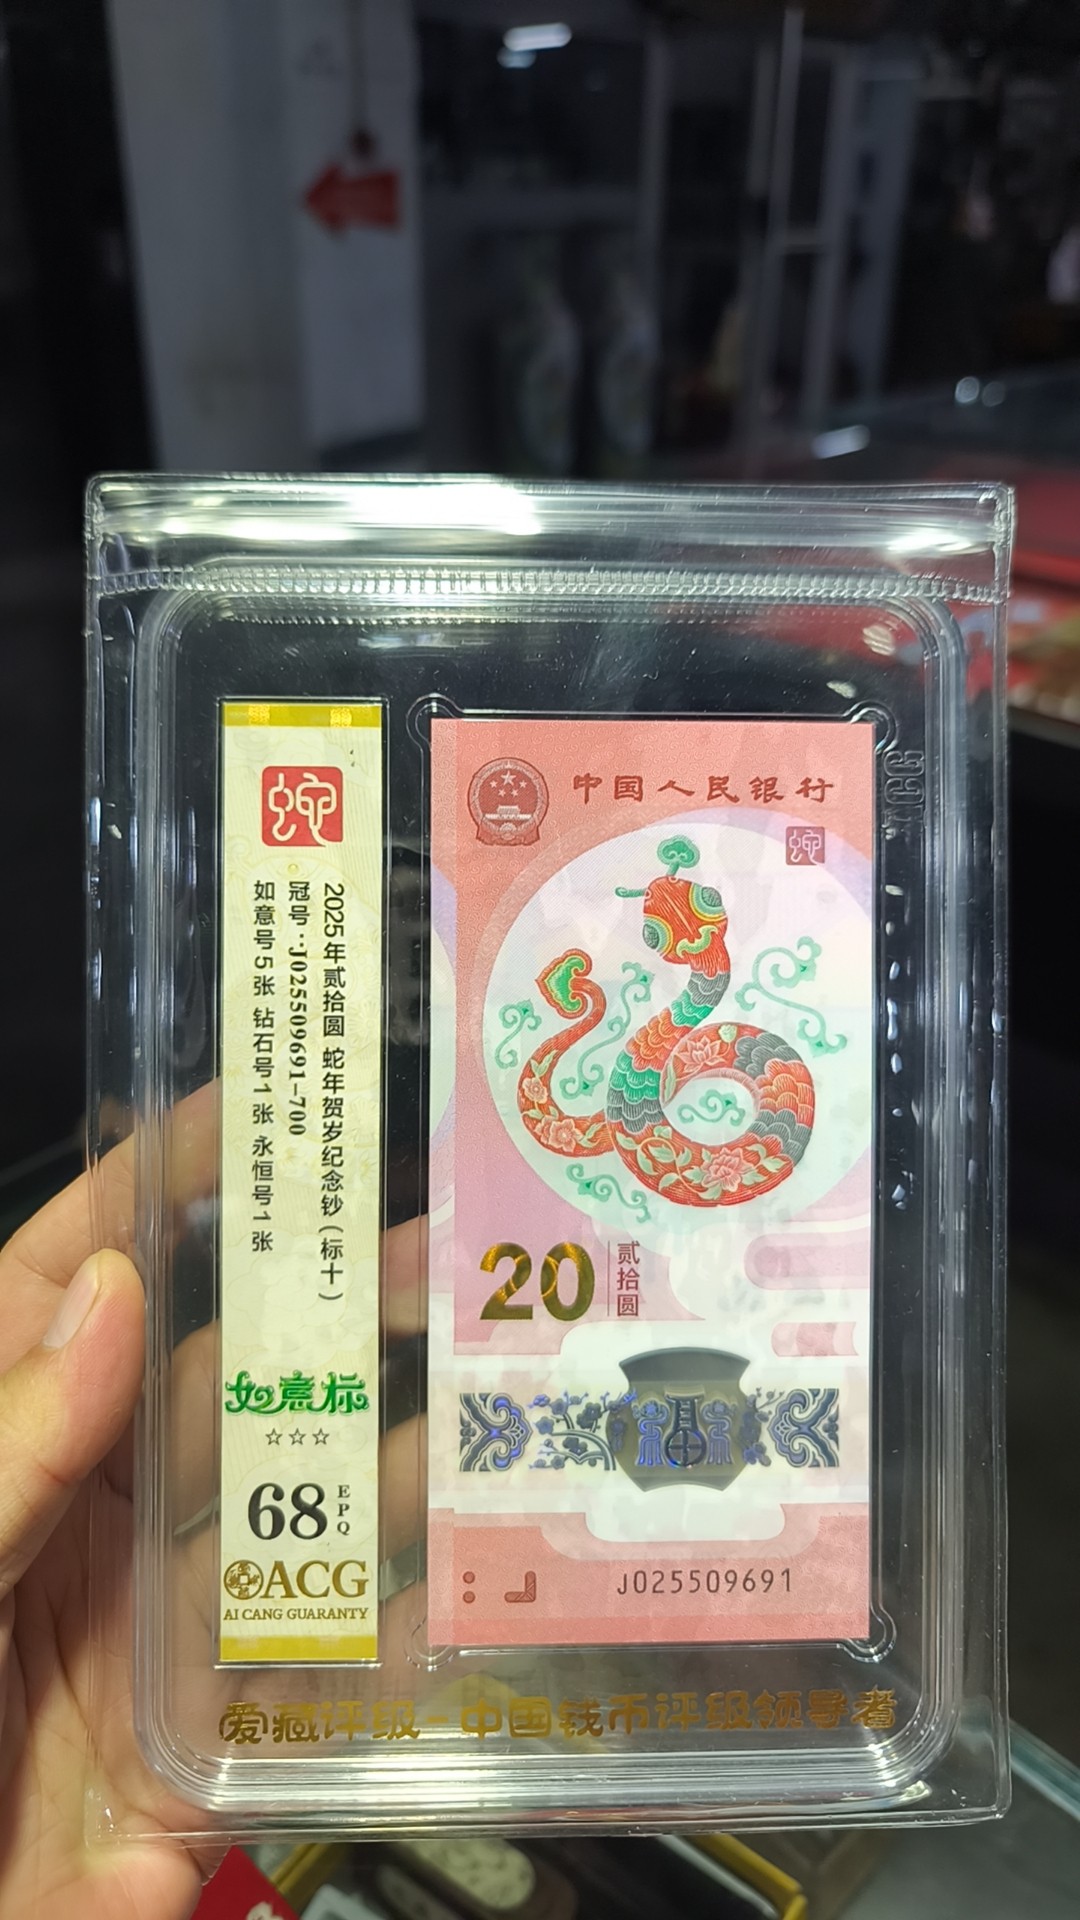 蛇
2025年贰拾圆 蛇年贺岁纪念钞（标十）
冠号：J025509691-700
如意号5张 钻石号1张 永恒号1张
如意标
☆☆☆
68
EPQ
ACG
AI CANG GUARANTY
中国人民银行
蛇
20
贰拾圆
J025509691
爱藏评级-中国钱币评级领导者